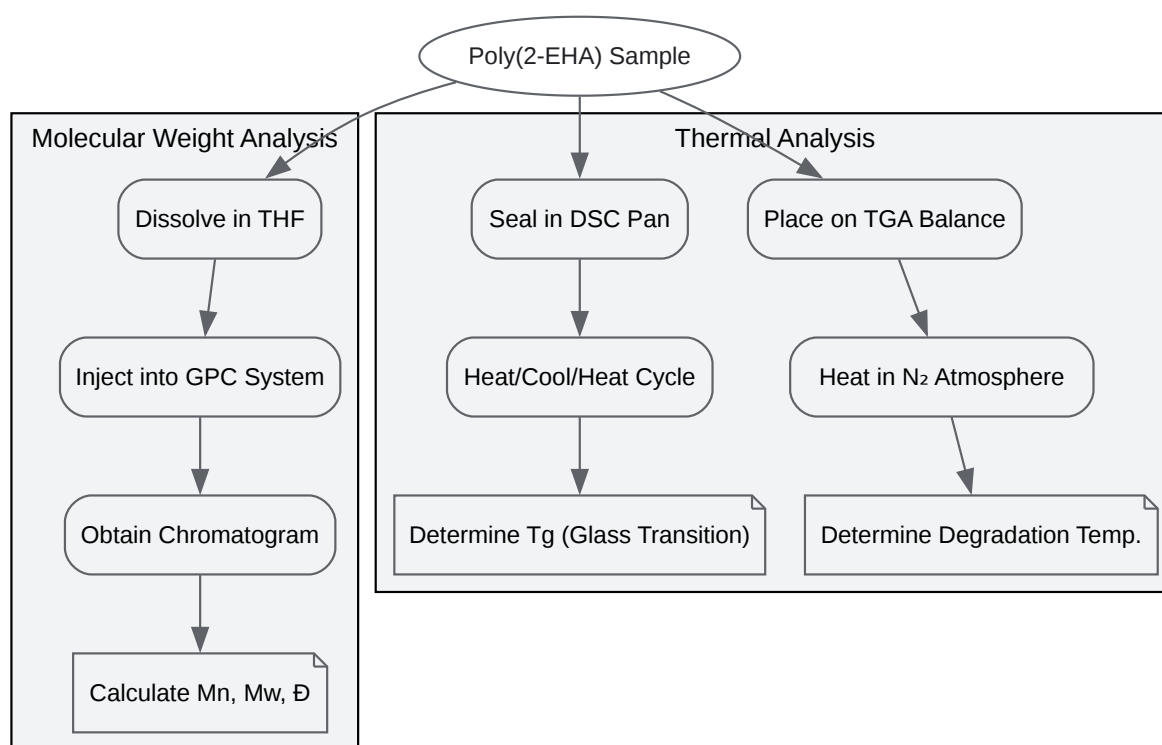 Poly(2-EHA) Sample
Molecular Weight Analysis
Dissolve in THF
Inject into GPC System
Obtain Chromatogram
Calculate Mn, Mw, Đ
Thermal Analysis
Seal in DSC Pan
Place on TGA Balance
Heat/Cool/Heat Cycle
Heat in N₂ Atmosphere
Determine Tg (Glass Transition)
Determine Degradation Temp.